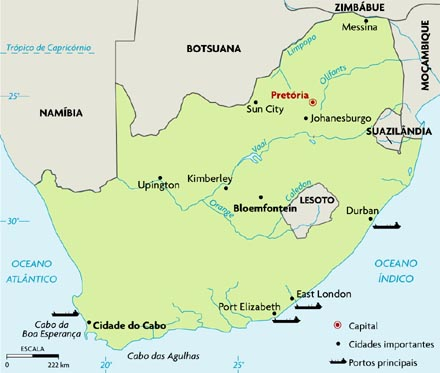 ZIMBÁBUE
Messina
BOTSUANA
Limpopo
MOÇAMBIQUE
Trópico de Capricórnio
Olifants
Pretória
25°
Sun City
Johanesburgo
NAMÍBIA
SUAZILÂNDIA
Vaal
Kimberley
Upington
Orange
Caledon
LESOTO
Bloemfontein
Durban
30°
OCEANO
ATLÂNTICO
OCEANO
ÍNDICO
East London
Port Elizabeth
Cabo da
Boa Esperança
Cidade do Cabo
Cabo das Agulhas
ESCALA
0 222 km
20°
25°
Capital
Cidades importantes
Portos principais